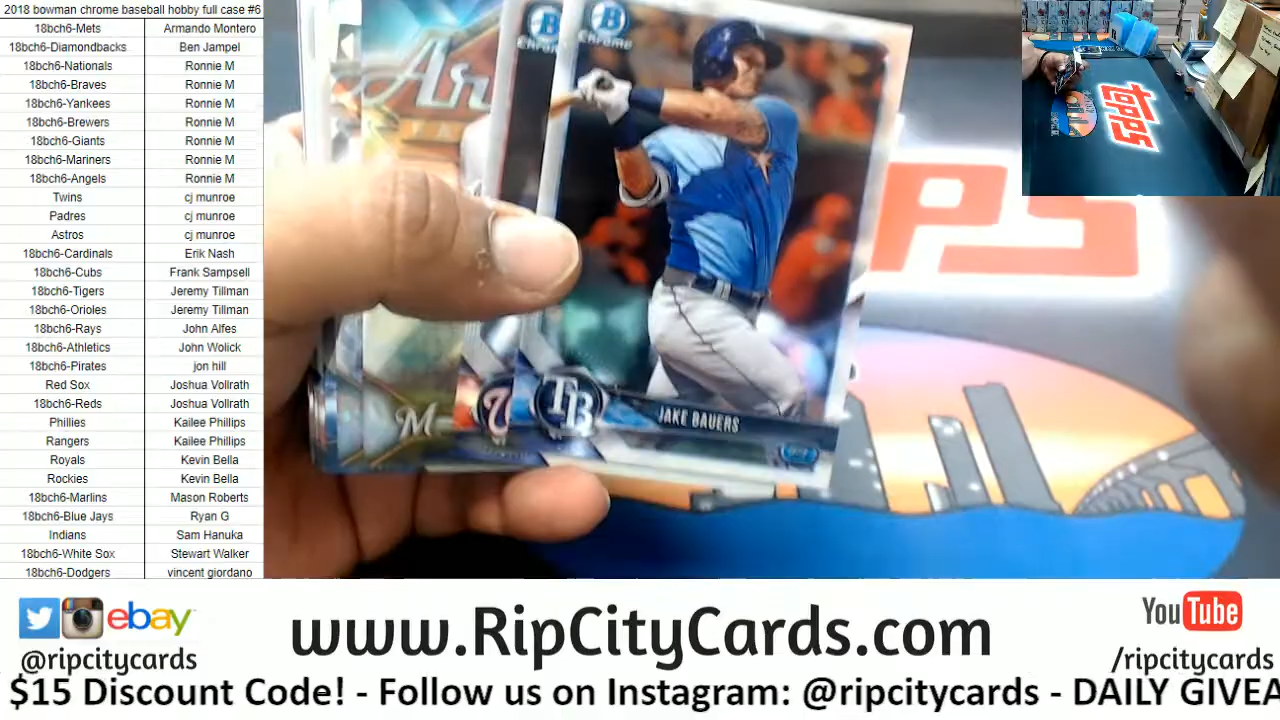 2018 bowman chrome baseball hobby full case #6
18bch6-Mets Armando Montero
18bch6-Diamondbacks Ben Jampel
18bch6-Nationals Ronnie M
18bch6-Braves Ronnie M
18bch6-Yankees Ronnie M
18bch6-Brewers Ronnie M
18bch6-Giants Ronnie M
18bch6-Mariners Ronnie M
18bch6-Angels Ronnie M
Twins cj munroe
Padres cj munroe
Astros cj munroe
18bch6-Cardinals Erik Nash
18bch6-Cubs Frank Sampsell
18bch6-Tigers Jeremy Tillman
18bch6-Orioles Jeremy Tillman
18bch6-Rays John Alfes
18bch6-Athletics John Wolick
18bch6-Pirates jon hill
Red Sox Joshua Vollrath
18bch6-Reds Joshua Vollrath
Phillies Kailee Phillips
Rangers Kailee Phillips
Royals Kevin Bella
Rockies Kevin Bella
18bch6-Marlins Mason Roberts
18bch6-Blue Jays Ryan G
Indians Sam Hanuka
18bch6-White Sox Stewart Walker
18bch6-Dodgers vincent giordano
B Chrome
B Chrome
TB
JAKE BAUERS
M
PS
TOPPS
ebay
@ripcitycards
www.RipCityCards.com
YouTube
/ripcitycards
$15 Discount Code! - Follow us on Instagram: @ripcitycards - DAILY GIVEA